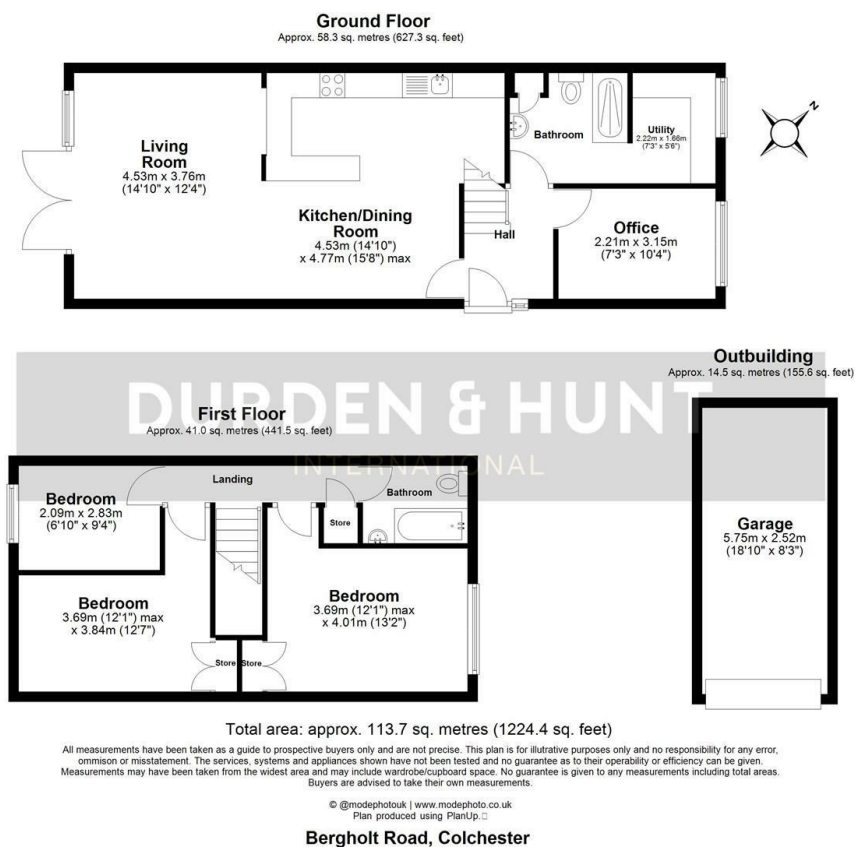 Ground Floor
Approx. 58.3 sq. metres (627.3 sq. feet)
Living
Room
4.53m x 3.76m
(14'10" x 12'4")
Kitchen/Dining
Room
4.53m (14'10")
x 4.77m (15'8") max
Bathroom
Utility
2.22m x 1.66m
(7'3" x 5'6")
Hall
Office
2.21m x 3.15m
(7'3" x 10'4")
N
Outbuilding
Approx. 14.5 sq. metres (155.6 sq. feet)
DURDEN & HUNT
INTERNATIONAL
First Floor
Approx. 41.0 sq. metres (441.5 sq. feet)
Landing
Bedroom
2.09m x 2.83m
(6'10" x 9'4")
Bathroom
Store
Bedroom
3.69m (12'1") max
x 3.84m (12'7")
Bedroom
3.69m (12'1") max
x 4.01m (13'2")
Store
Store
Garage
5.75m x 2.52m
(18'10" x 8'3")
Total area: approx. 113.7 sq. metres (1224.4 sq. feet)
All measurements have been taken as a guide to prospective buyers only and are not precise. This plan is for illutrative purposes only and no responsibility for any error,
ommison or misstatement. The services, systems and appliances shown have not been tested and no guarantee as to their operability or efficiency can be given.
Measurements may have been taken from the widest area and may include wardrobe/cupboard space. No guarantee is given to any measurements including total areas.
Buyers are advised to take their own measurements.
© @modephotouk | www.modephoto.co.uk
Plan produced using PlanUp.
Bergholt Road, Colchester